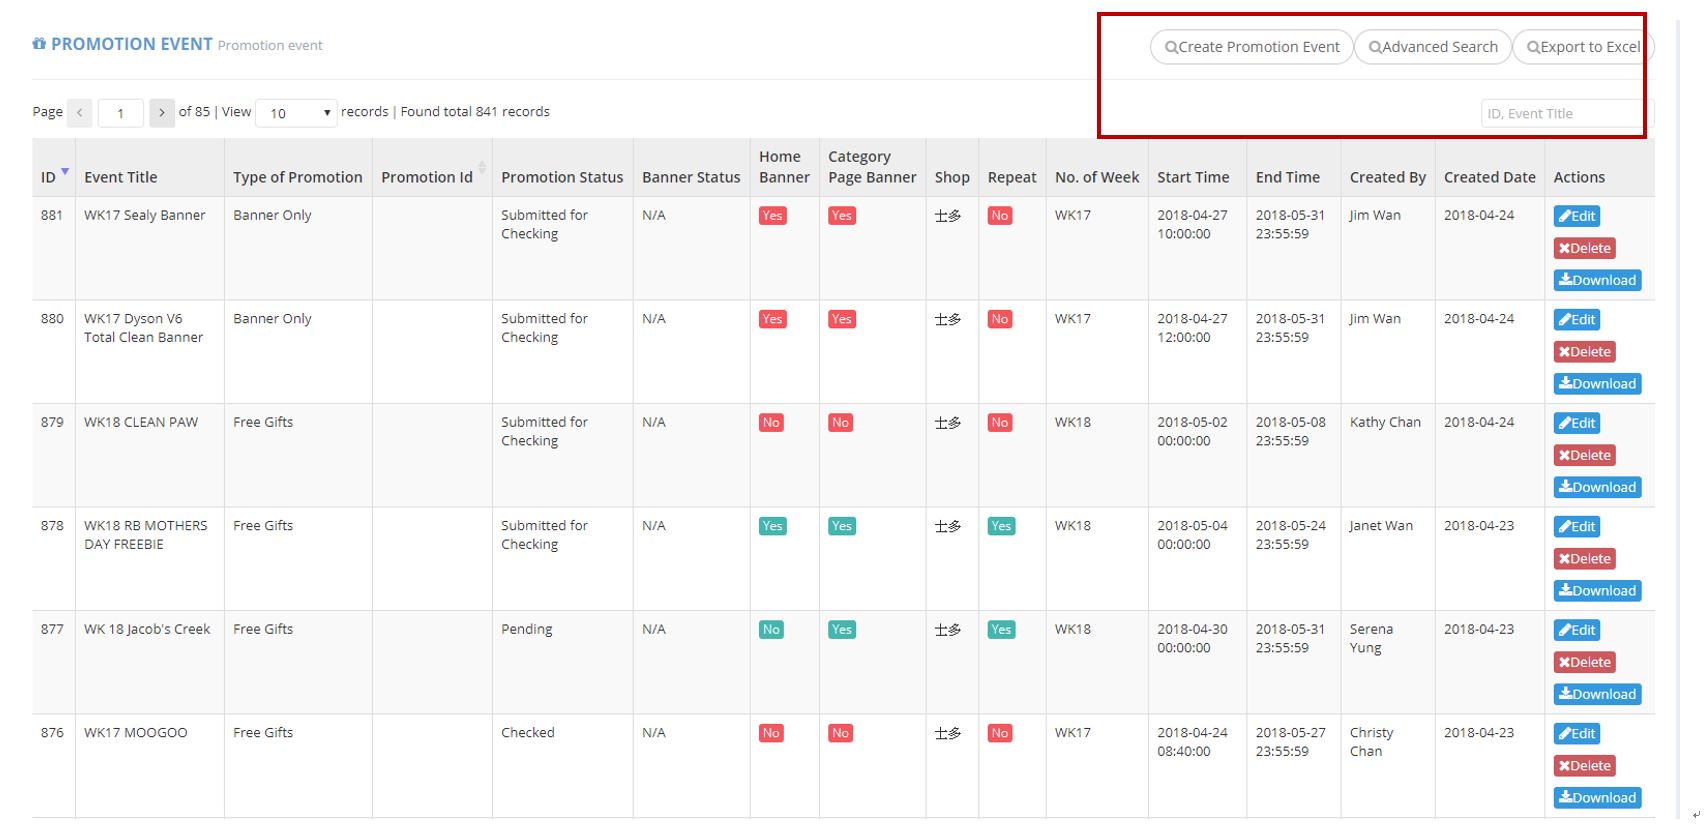 PROMOTION EVENT Promotion event
Create Promotion Event Advanced Search Export to Excel
Page 1 of 85 | View 10 records | Found total 841 records
ID, Event Title
ID Event Title Type of Promotion Promotion Id Promotion Status Banner Status Home Banner Category Page Banner Shop Repeat No. of Week Start Time End Time Created By Created Date Actions
881 WK17 Sealy Banner Banner Only Submitted for Checking N/A Yes Yes 士多 No WK17 2018-04-27 10:00:00 2018-05-31 23:55:59 Jim Wan 2018-04-24 Edit
Delete
Download
880 WK17 Dyson V6 Total Clean Banner Banner Only Submitted for Checking N/A Yes Yes 士多 No WK17 2018-04-27 12:00:00 2018-05-31 23:55:59 Jim Wan 2018-04-24 Edit
Delete
Download
879 WK18 CLEAN PAW Free Gifts Submitted for Checking N/A No No 士多 No WK18 2018-05-02 00:00:00 2018-05-08 23:55:59 Kathy Chan 2018-04-24 Edit
Delete
Download
878 WK18 RB MOTHERS DAY FREEBIE Free Gifts Submitted for Checking N/A Yes Yes 士多 Yes WK18 2018-05-04 00:00:00 2018-05-24 23:55:59 Janet Wan 2018-04-23 Edit
Delete
Download
877 WK 18 Jacob's Creek Free Gifts Pending N/A No Yes 士多 Yes WK18 2018-04-30 00:00:00 2018-05-31 23:55:59 Serena Yung 2018-04-23 Edit
Delete
Download
876 WK17 MOOGOO Free Gifts Checked N/A No No 士多 No WK17 2018-04-24 08:40:00 2018-05-27 23:55:59 Christy Chan 2018-04-23 Edit
Delete
Download